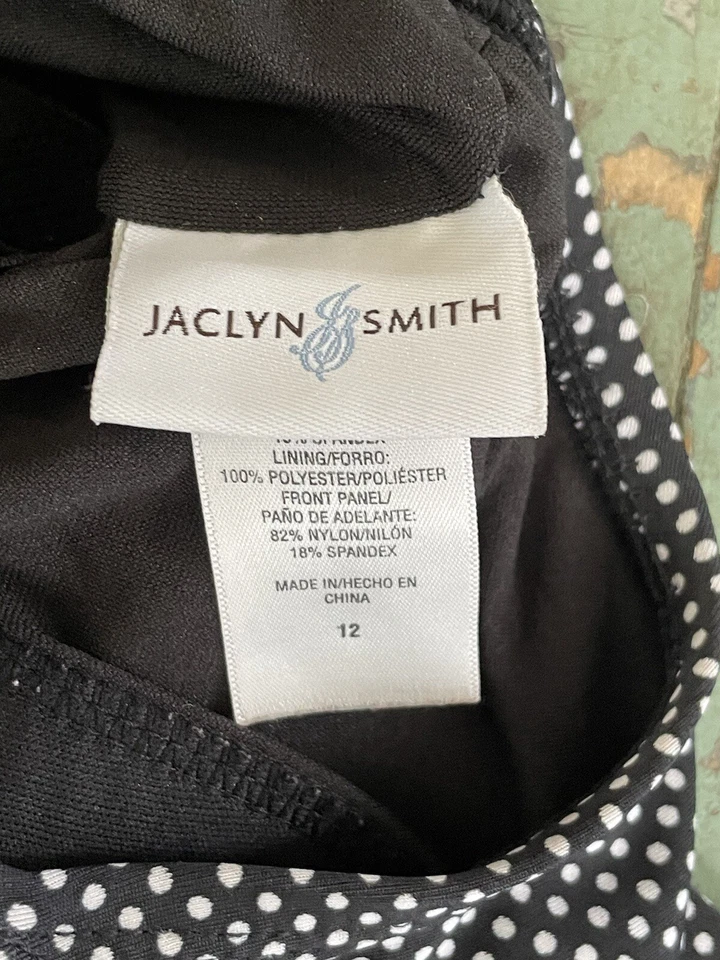 JACLYN SMITH
SPANDEX
LINING/FORRO:
100% POLYESTER/POLIÉSTER
FRONT PANEL/
PAÑO DE ADELANTE:
82% NYLON/NILÓN
18% SPANDEX
MADE IN/HECHO EN
CHINA
12